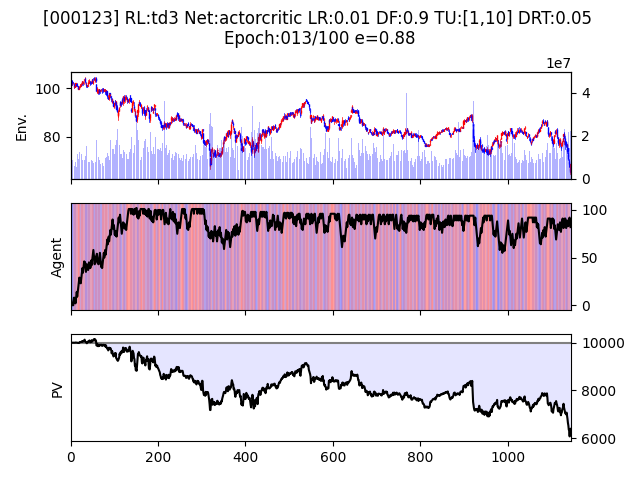 [000123] RL:td3 Net:actorcritic LR:0.01 DF:0.9 TU:[1,10] DRT:0.05
Epoch:013/100 e=0.88
1e7
Env.
100
80
4
2
0
Agent
100
50
0
PV
10000
8000
6000
0 200 400 600 800 1000